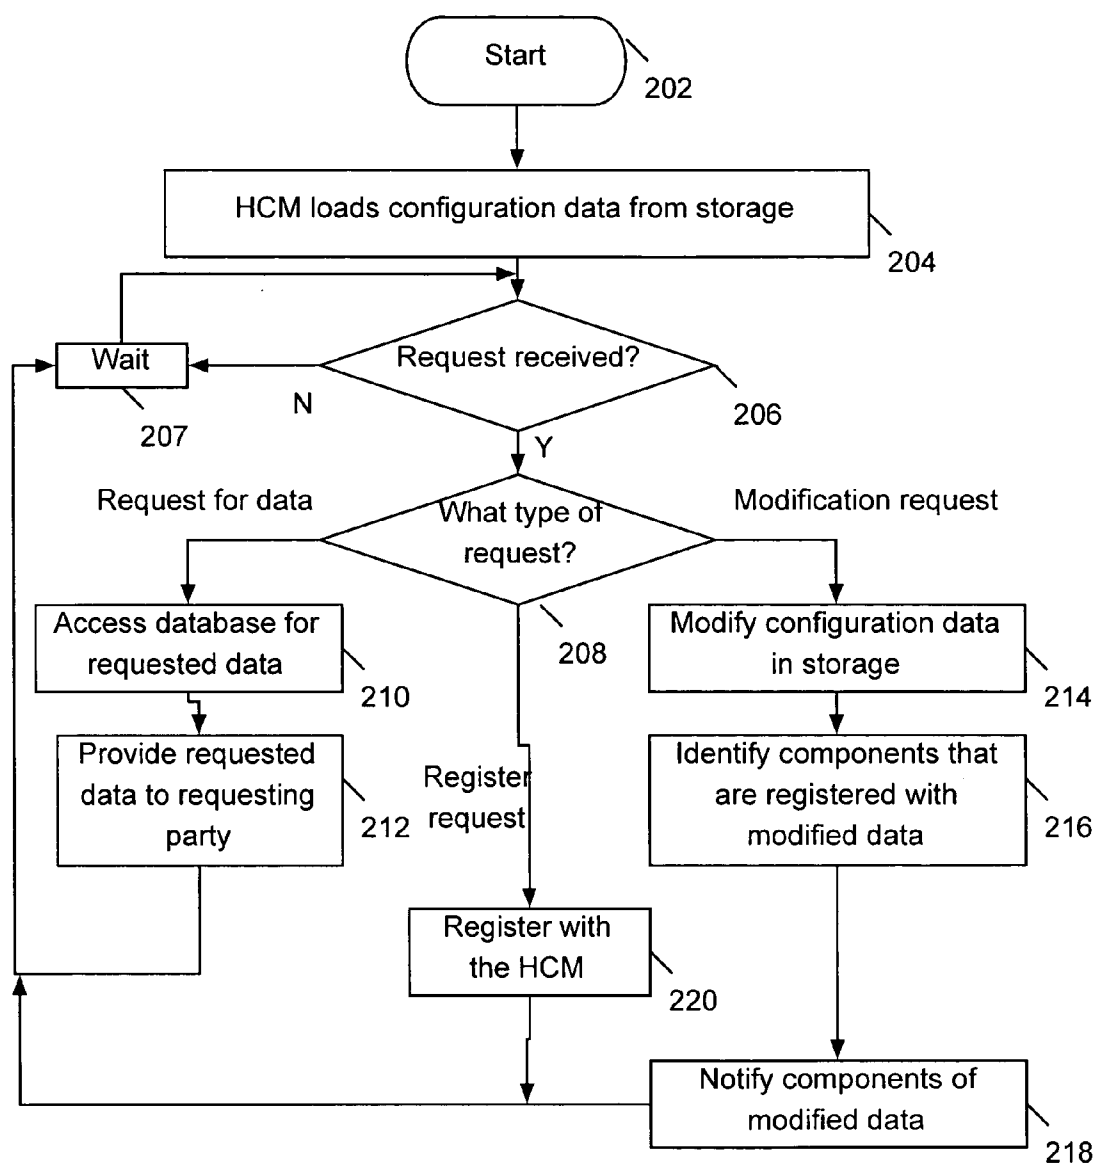 Start
202
HCM loads configuration data from storage
204
Wait
Request received?
N
206
207
Y
Request for data
What type of
request?
Modification request
208
Access database for
requested data
210
Modify configuration data
in storage
214
Provide requested
data to requesting
party
212
Register
request
Identify components that
are registered with
modified data
216
Register with
the HCM
220
Notify components of
modified data
218